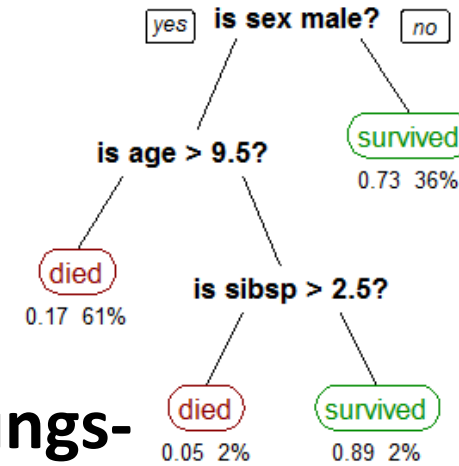 yes is sex male? no
is age > 9.5?
survived
0.73 36%
died
0.17 61%
is sibsp > 2.5?
died
survived
ungs-
0.05 2%
0.89 2%